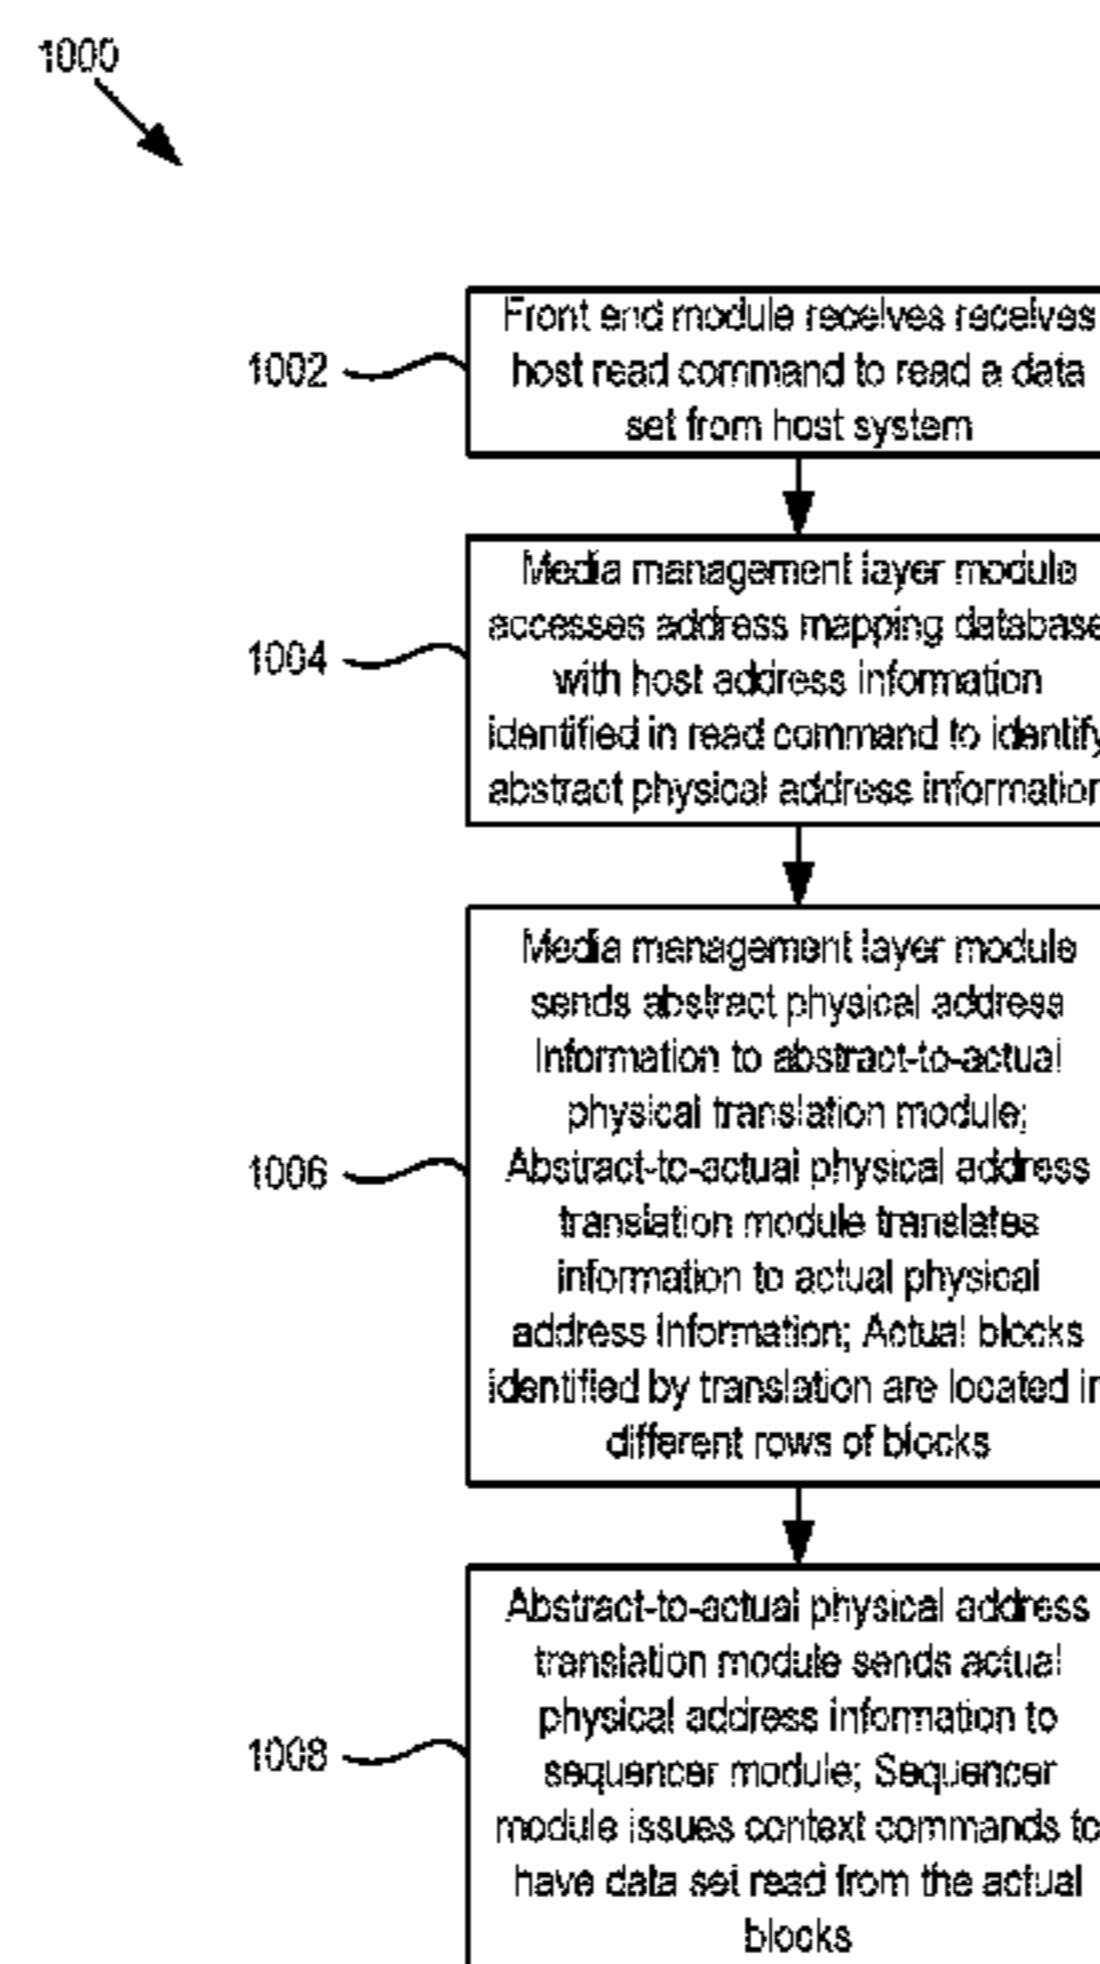 1000
Front end module receives receives
1002
host read command to read a data
set from host system
Media management layer module
accesses address mapping database
1004
with host address information
identified in read command to identify
abstract physical address information
Media management layer module
sends abstract physical address
Information to abstract-to-actual
physical translation module;
1006
Abstract-to-actual physical address
translation module translates
information to actual physical
address information; Actual blocks
identified by translation are located in
different rows of blocks
Abstract-to-actual physical address
translation module sends actual
physical address information to
1008
sequencer module; Sequencer
module issues context commands to
have data set read from the actual
blocks